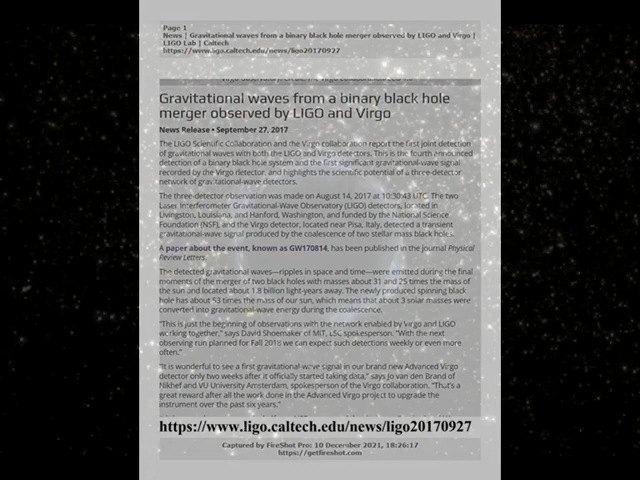 Page 1
News | Gravitational waves from a binary black hole merger observed by LIGO and Virgo |
LIGO Lab | Caltech
https://www.ligo.caltech.edu/news/ligo20170927
Gravitational waves from a binary black hole
merger observed by LIGO and Virgo
News Release • September 27, 2017
The LIGO Scientific Collaboration and the Virgo collaboration report the first joint detection
of gravitational waves with both the LIGO and Virgo detectors. This is the fourth announced
detection of a binary black hole system and the first significant gravitational-wave signal
recorded by the Virgo detector, and highlights the scientific potential of a three-detector
network of gravitational-wave detectors.
The three-detector observation was made on August 14, 2017 at 10:30:43 UTC. The two
Laser Interferometer Gravitational-Wave Observatory (LIGO) detectors, located in
Livingston, Louisiana, and Hanford, Washington, and funded by the National Science
Foundation (NSF), and the Virgo detector, located near Pisa, Italy, detected a transient
gravitational-wave signal produced by the coalescence of two stellar mass black holes.
A paper about the event, known as GW170814, has been published in the journal Physical
Review Letters.
The detected gravitational waves—ripples in space and time—were emitted during the final
moments of the merger of two black holes with masses about 31 and 25 times the mass of
the sun and located about 1.8 billion light-years away. The newly produced spinning black
hole has about 53 times the mass of our sun, which means that about 3 solar masses were
converted into gravitational-wave energy during the coalescence.
"This is just the beginning of observations with the network enabled by Virgo and LIGO
working together," says David Shoemaker of MIT, LSC spokesperson. "With the next
observing run planned for Fall 2018 we can expect such detections weekly or even more
often."
"It is wonderful to see a first gravitational-wave signal in our brand new Advanced Virgo
detector only two weeks after it officially started taking data," says Jo van den Brand of
Nikhef and VU University Amsterdam, spokesperson of the Virgo collaboration. "That's a
great reward after all the work done in the Advanced Virgo project to upgrade the
instrument over the past six years."
https://www.ligo.caltech.edu/news/ligo20170927
Captured by FireShot Pro: 10 December 2021, 18:26:17
https://getfireshot.com